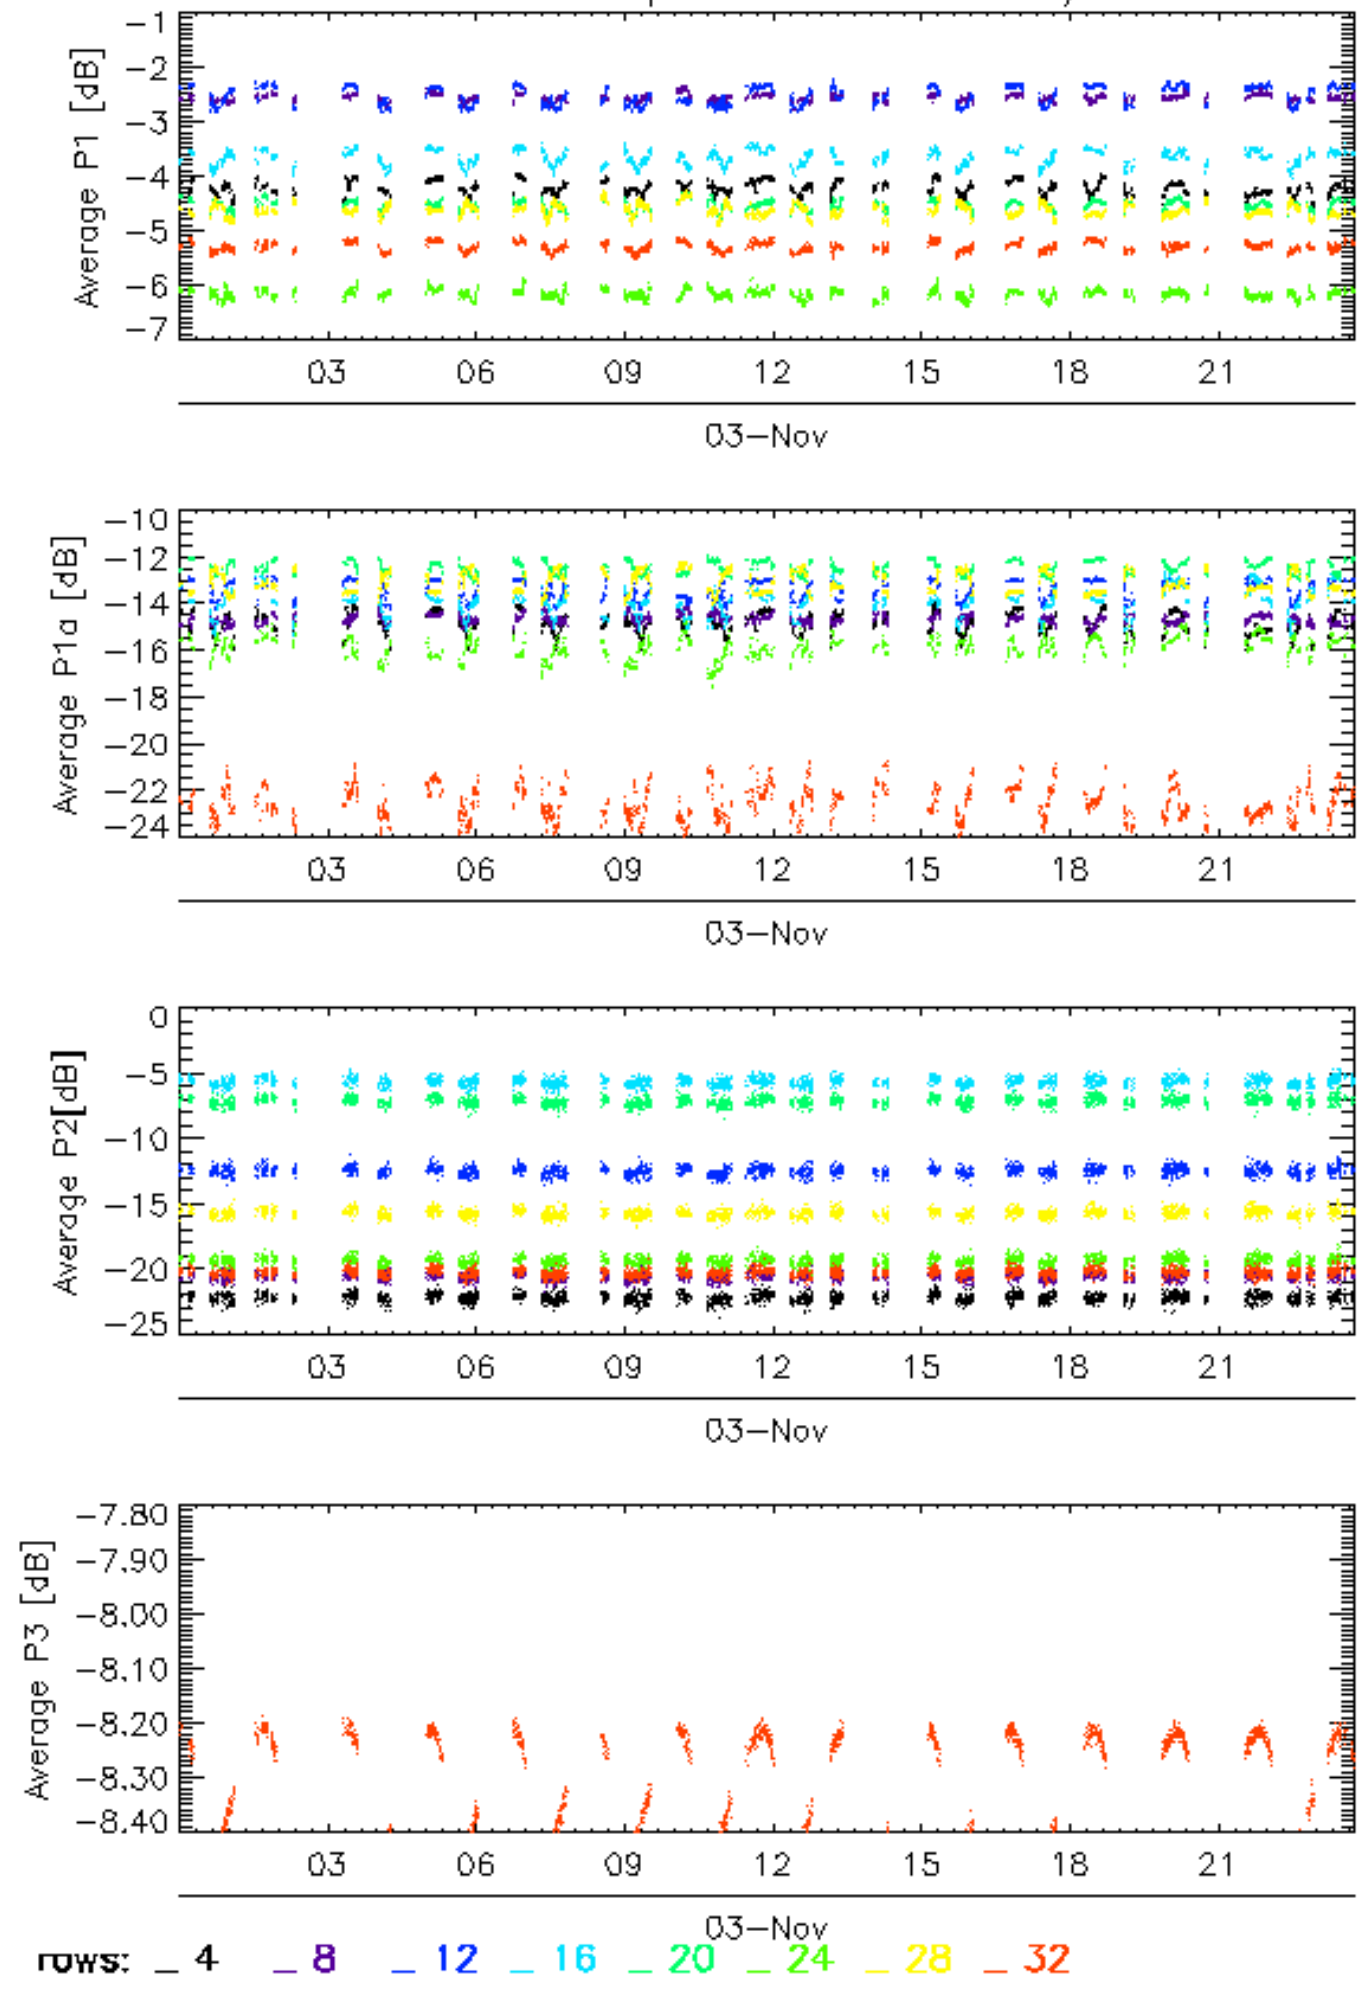 Average P1 [dB]
-1
-2
-3
-4
-5
-6
-7
03 06 09 12 15 18 21
03-Nov
Average P1a [dB]
-10
-12
-14
-16
-18
-20
-22
-24
03 06 09 12 15 18 21
03-Nov
Average P2[dB]
0
-5
-10
-15
-20
-25
03 06 09 12 15 18 21
03-Nov
Average P3 [dB]
-7.80
-7.90
-8.00
-8.10
-8.20
-8.30
-8.40
03 06 09 12 15 18 21
03-Nov
rows: _ 4 _ 8 _ 12 _ 16 _ 20 _ 24 _ 28 _ 32